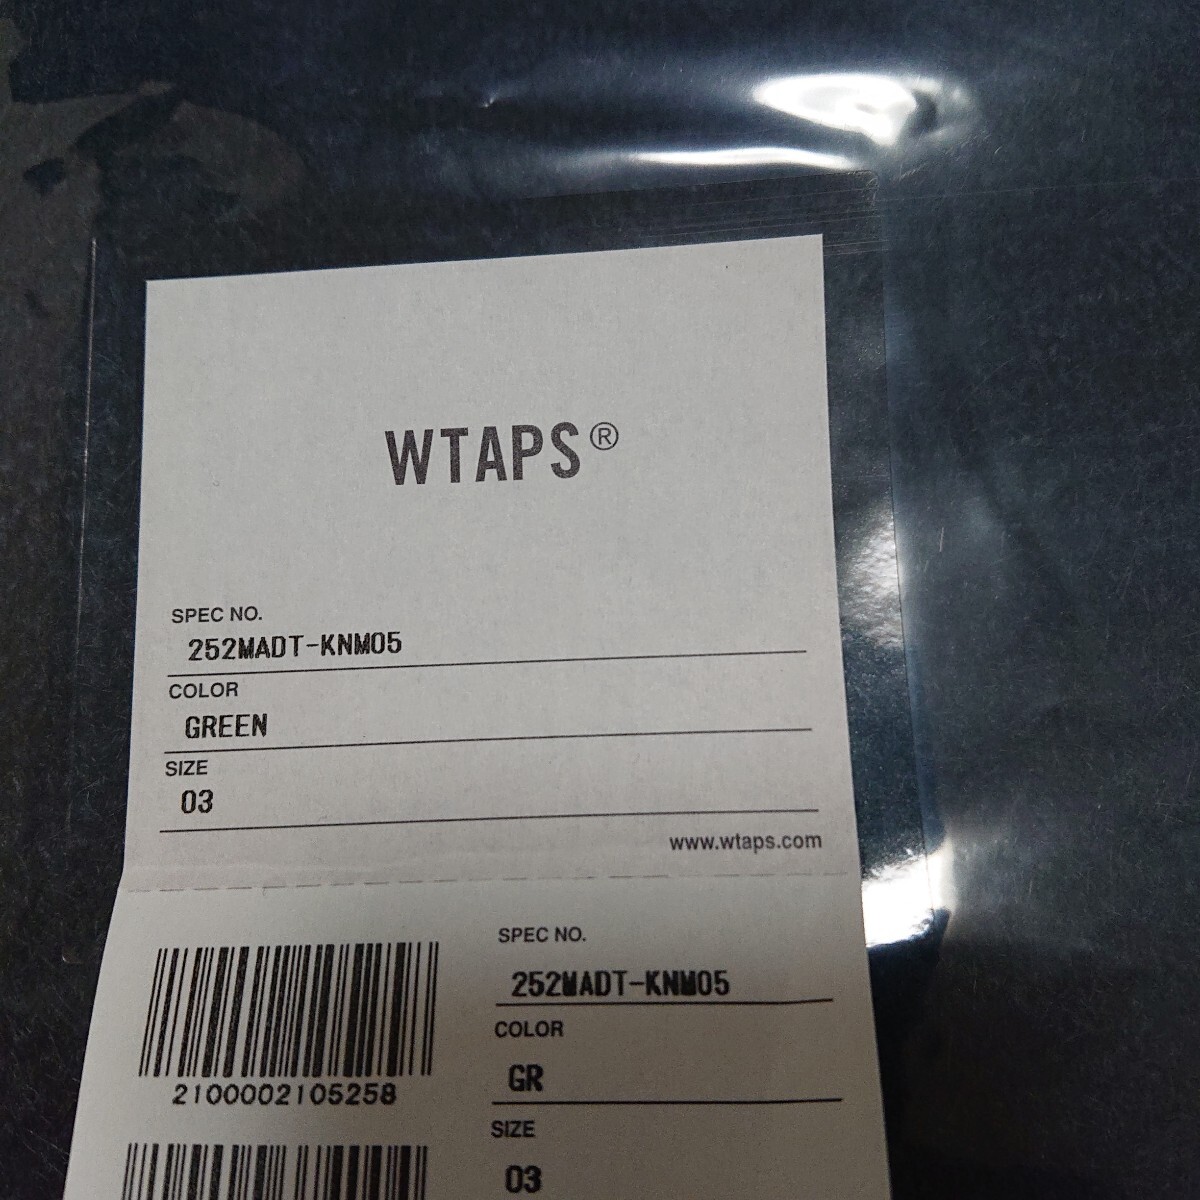 WTAPS®
SPEC NO.
252MADT-KNM05
COLOR
GREEN
SIZE
03
www.wtaps.com
SPEC NO.
252MADT-KNM05
COLOR
GR
SIZE
03
2100002105258